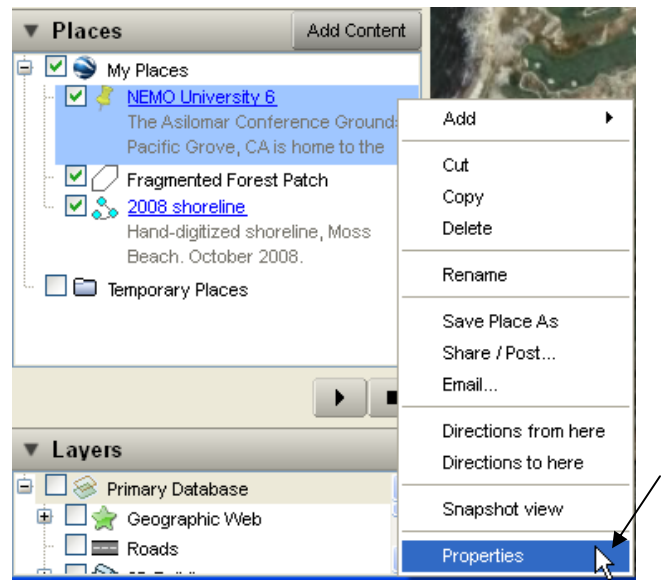 Places
Add Content
My Places
NEMO University 6
The Asilomar Conference Grounds
Pacific Grove, CA is home to the
Fragmented Forest Patch
2008 shoreline
Hand-digitized shoreline, Moss
Beach. October 2008.
Temporary Places
Layers
Primary Database
Geographic Web
Roads
Add
Cut
Copy
Delete
Rename
Save Place As
Share / Post...
Email...
Directions from here
Directions to here
Snapshot view
Properties